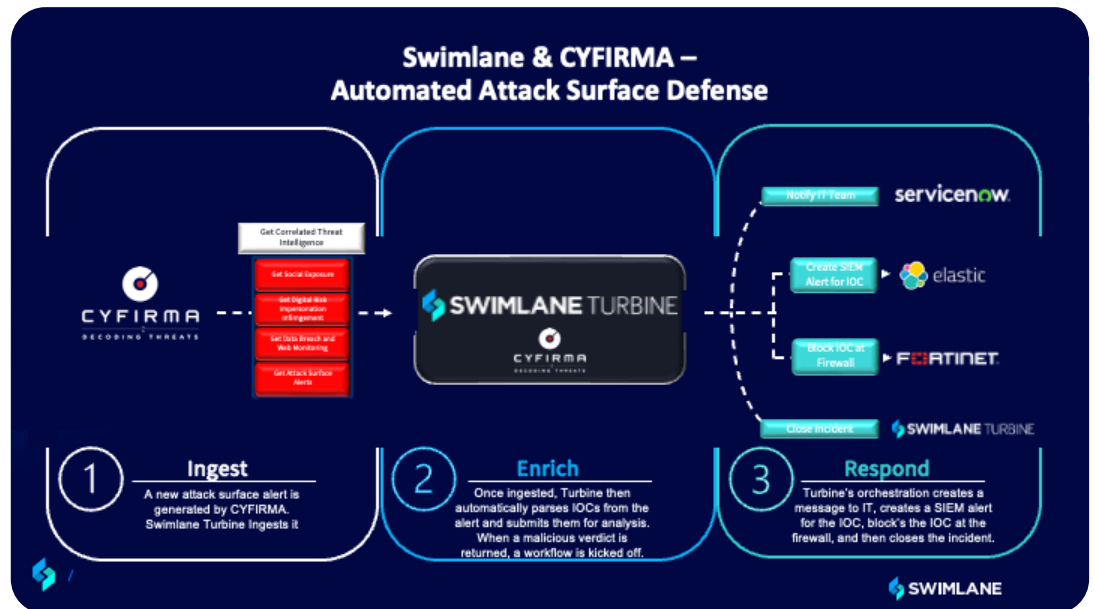 Swimlane & CYFIRMA –
Automated Attack Surface Defense
Get Correlated Threat
Intelligence
Get Social Exposure
Get Digital Risk
Impersonation
Infringement
Get Data Breach and
Web Monitoring
Get Attack Surface
Alerts
CYFIRMA
DECODING THREATS
SWIMLANE TURBINE
CYFIRMA
DECODING THREATS
Notify IT Team
servicenow.
Create SIEM
Alert for IOC
elastic
Block IOC at
Firewall
FORTINET.
Close Incident
SWIMLANE TURBINE
1
Ingest
A new attack surface alert is
generated by CYFIRMA.
Swimlane Turbine Ingests it
2
Enrich
Once ingested, Turbine then
automatically parses IOCs from the
alert and submits them for analysis.
When a malicious verdict is
returned, a workflow is kicked off.
3
Respond
Turbine's orchestration creates a
message to IT, creates a SIEM alert
for the IOC, block's the IOC at the
firewall, and then closes the incident.
/
SWIMLANE